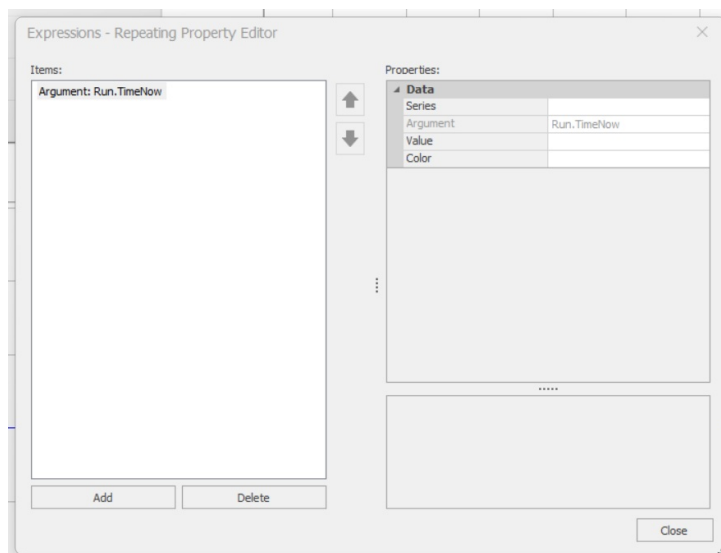 Expressions - Repeating Property Editor
Items:
Argument: Run.TimeNow
Add
Delete
Properties:
Data
Series
Argument Run.TimeNow
Value
Color
Close